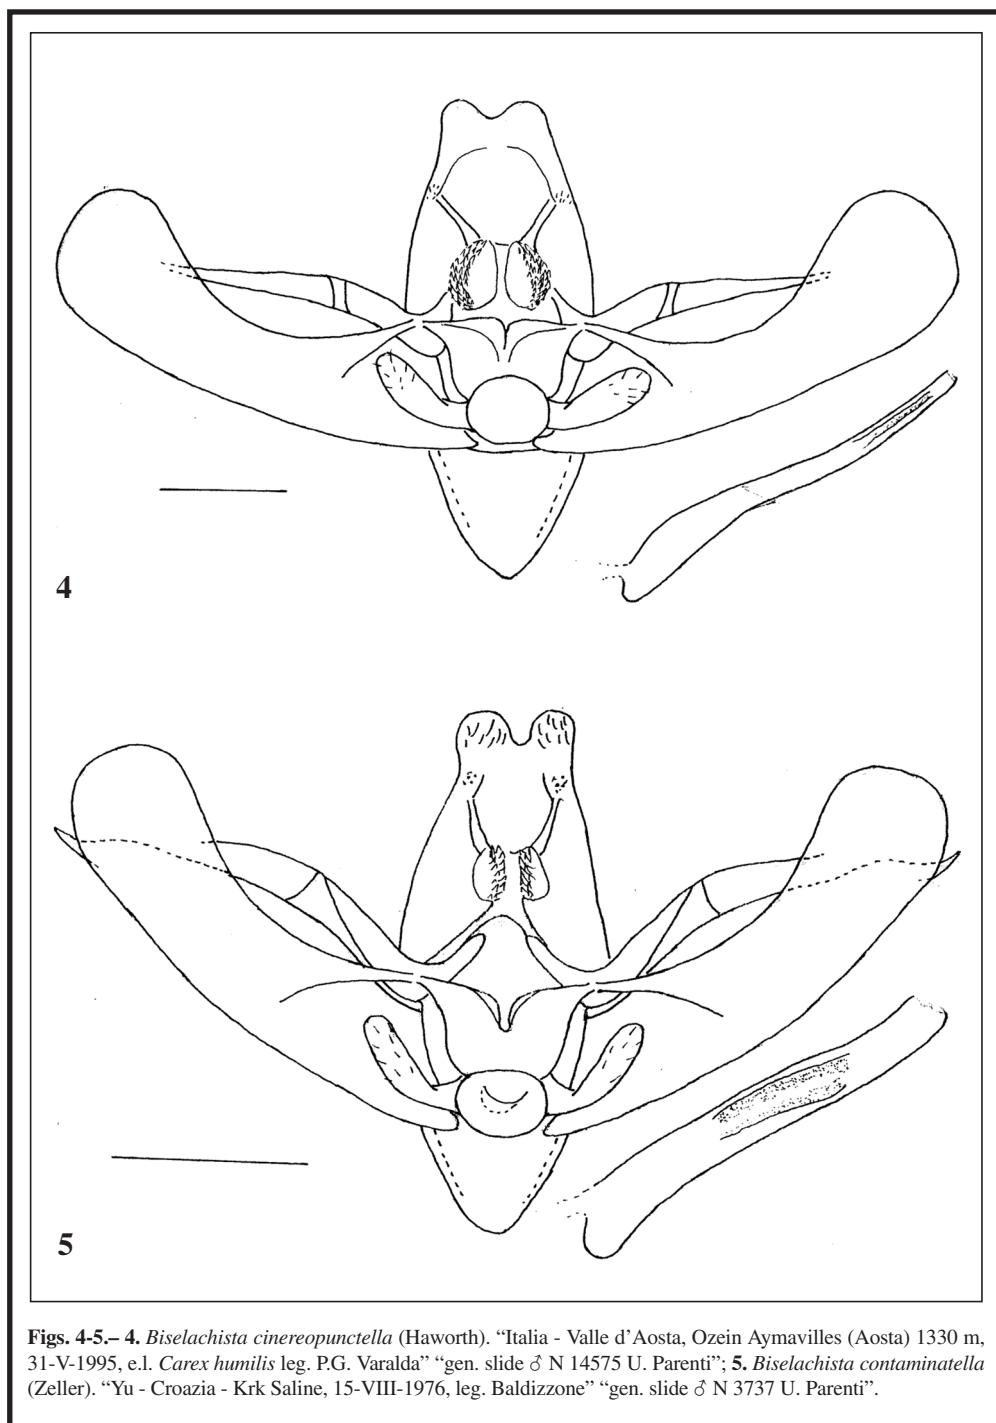 4
5
Figs. 4-5.– 4. Biselachista cinereopunctella (Haworth). “Italia - Valle d’Aosta, Ozein Aymavilles (Aosta) 1330 m,
31-V-1995, e.l. Carex humilis leg. P.G. Varalda” “gen. slide ♂ N 14575 U. Parenti”; 5. Biselachista contaminatella
(Zeller). “Yu - Croazia - Krk Saline, 15-VIII-1976, leg. Baldizzone” “gen. slide ♂ N 3737 U. Parenti”.